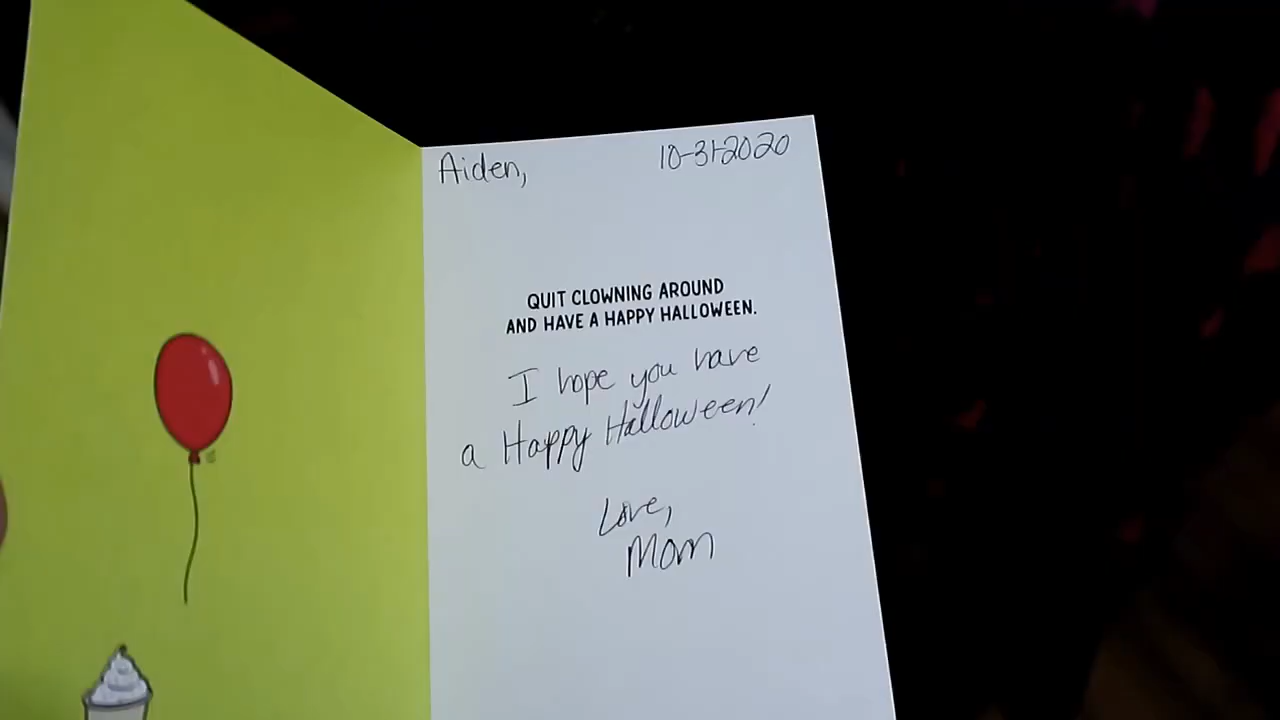 Aiden,
10-31-2020
QUIT CLOWNING AROUND
AND HAVE A HAPPY HALLOWEEN.
I hope you have
a Happy Halloween!
Love,
Mom